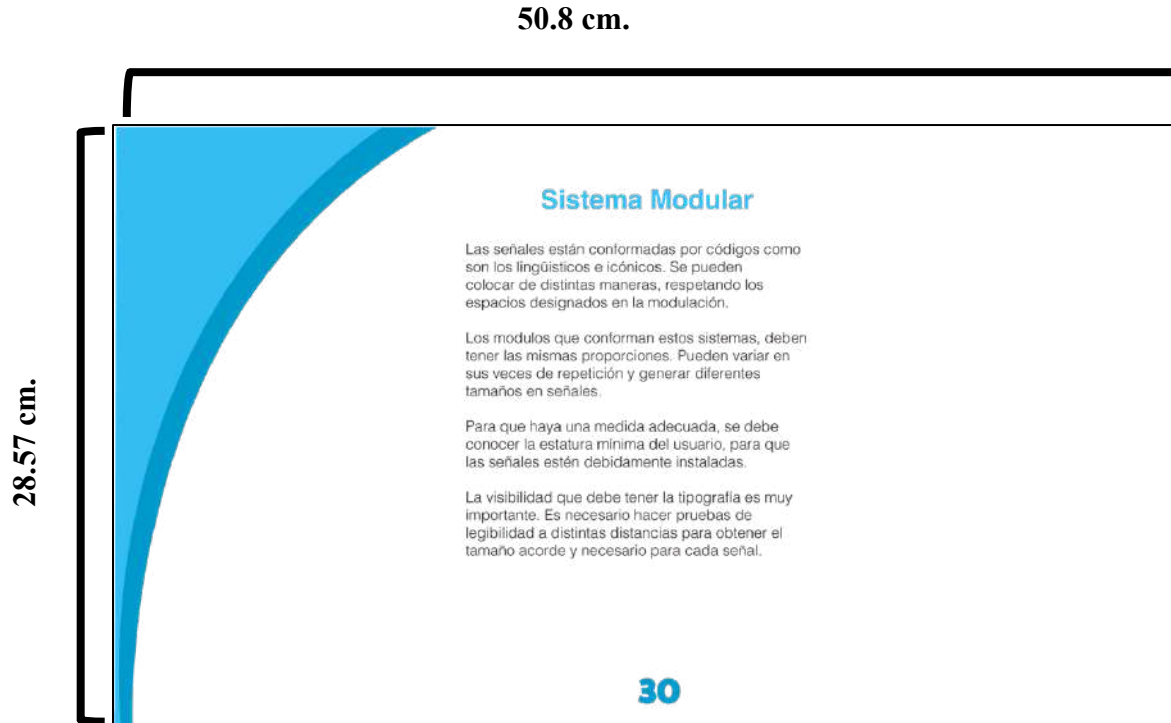 50.8 cm.
28.57 cm.
Sistema Modular
Las señales están conformadas por códigos como
son los lingüisticos e icónicos. Se pueden
colocar de distintas maneras, respetando los
espacios designados en la modulación.
Los modulos que conforman estos sistemas, deben
tener las mismas proporciones. Pueden variar en
sus veces de repetición y generar diferentes
tamaños en señales.
Para que haya una medida adecuada, se debe
conocer la estatura mínima del usuario, para que
las señales estén debidamente instaladas.
La visibilidad que debe tener la tipografía es muy
importante. Es necesario hacer pruebas de
legibilidad a distintas distancias para obtener el
tamaño acorde y necesario para cada señal.
30